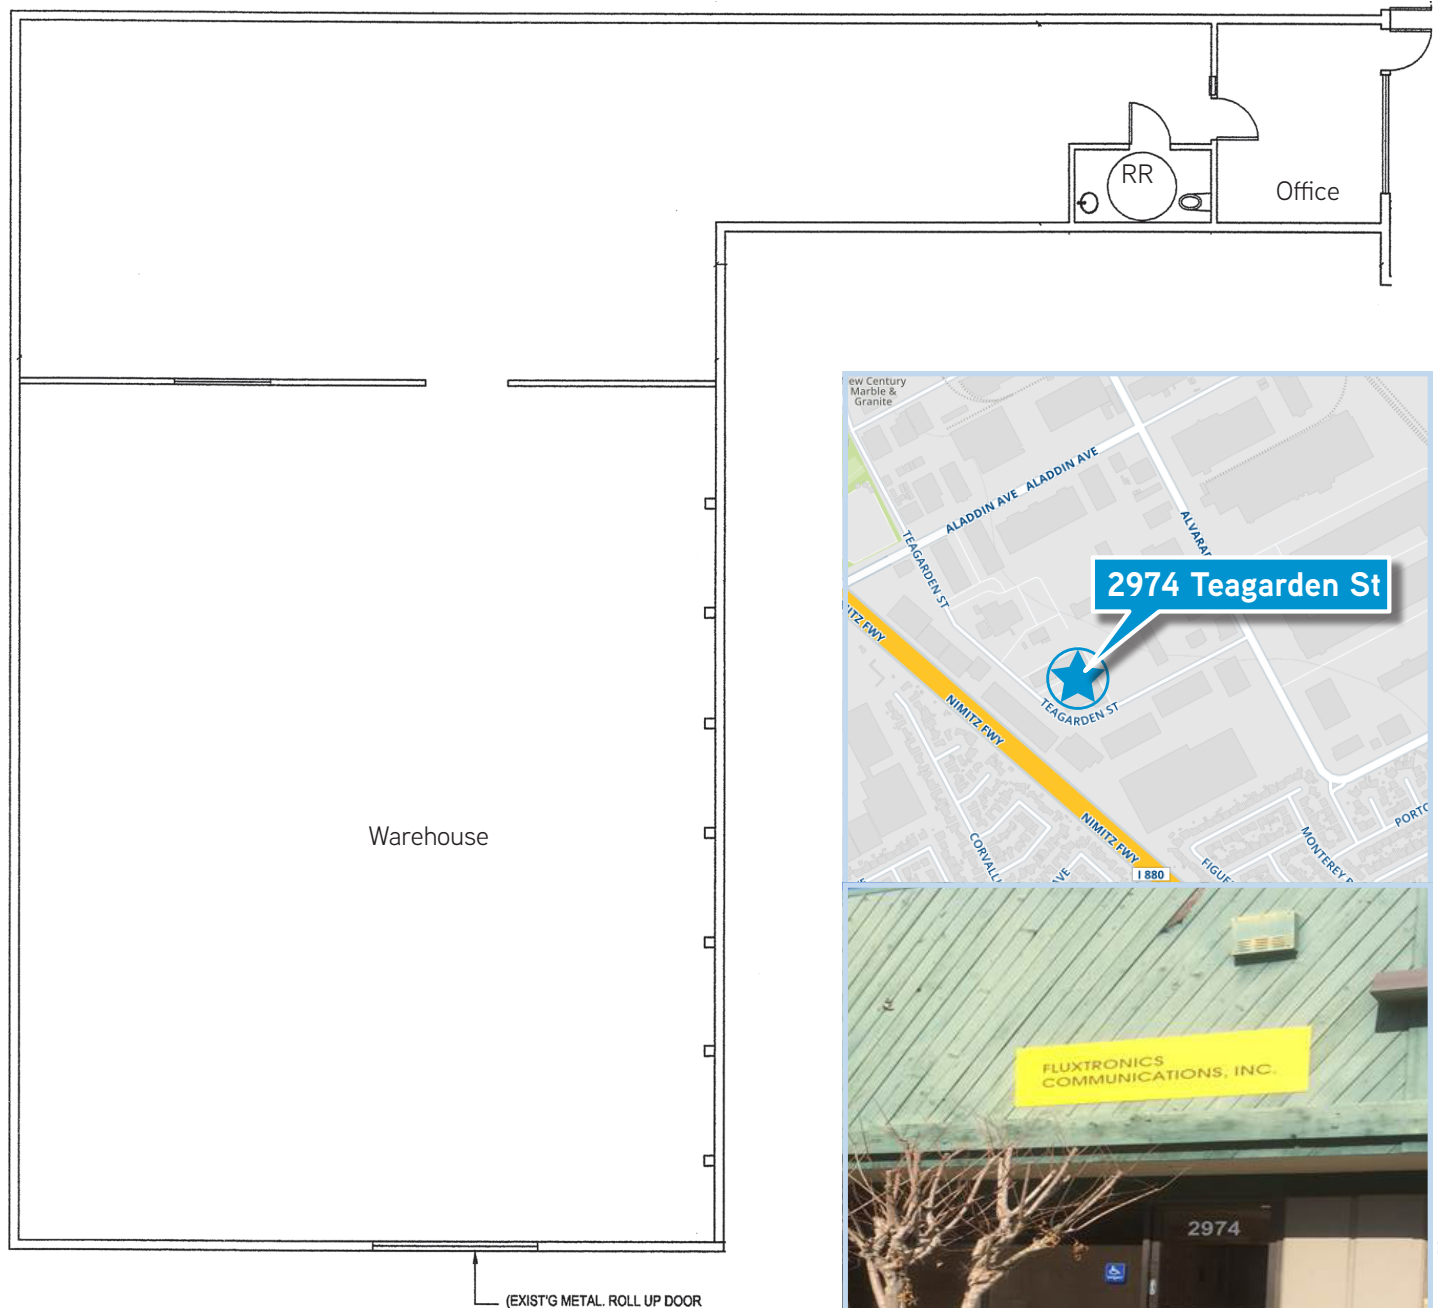 RR
Office
Warehouse
(EXIST'G METAL. ROLL UP DOOR
ew Century
Marble &
Granite
ALADDIN AVE
ALADDIN AVE
TEAGARDEN ST
2974 Teagarden St
TEAGARDEN ST
NIMITZ FWY
NIMITZ FWY
I 880
FLUXTRONICS
COMMUNICATIONS, INC.
2974